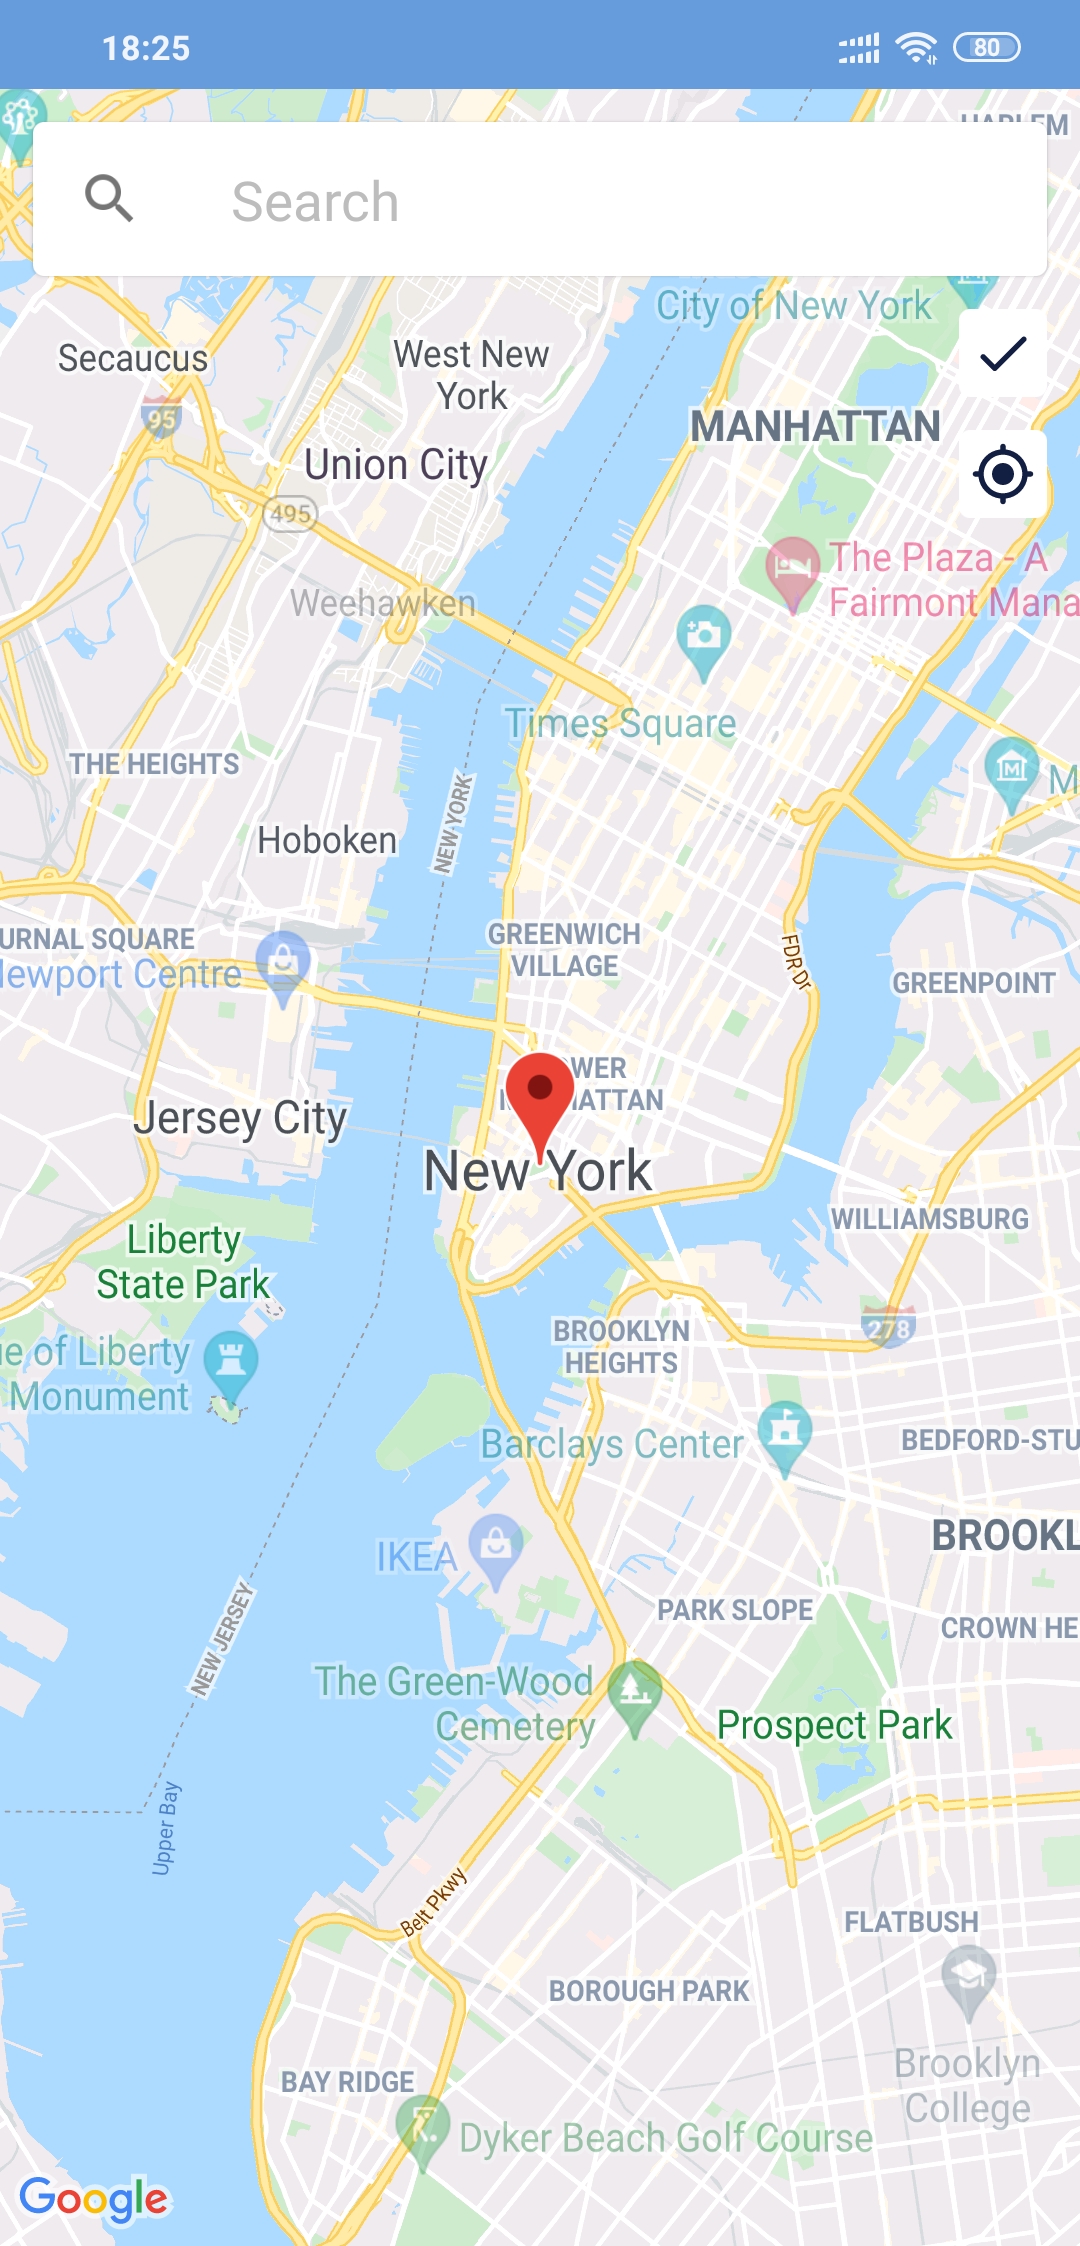 18:25
80
HARLEM
Search
City of New York
Secaucus
West New
York
95
MANHATTAN
Union City
495
The Plaza - A
Fairmont Mana
Weehawken
Times Square
THE HEIGHTS
M
M
NEW YORK
Hoboken
URNAL SQUARE
Newport Centre
GREENWICH
VILLAGE
FDR Dr
GREENPOINT
LOWER
MANHATTAN
Jersey City
New York
WILLIAMSBURG
Liberty
State Park
278
BROOKLYN
HEIGHTS
ue of Liberty
Monument
Barclays Center
BEDFORD-STU
BROOKL
IKEA
PARK SLOPE
CROWN HE
NEW JERSEY
The Green-Wood
Cemetery
Prospect Park
Upper Bay
Belt Pkwy
FLATBUSH
BOROUGH PARK
Brooklyn
College
BAY RIDGE
Dyker Beach Golf Course
Google